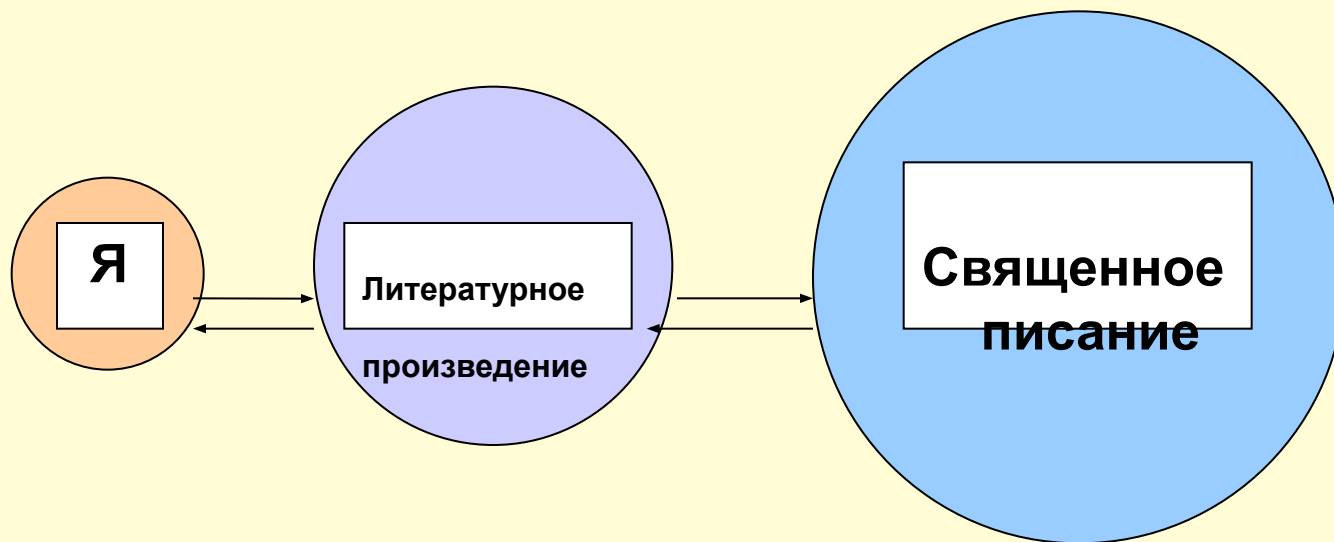 Я
Литературное
произведение
Священное
писание